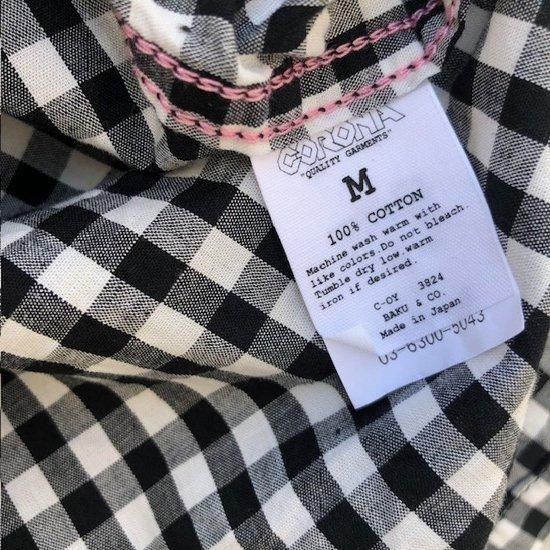 CORONA
"QUALITY GARMENTS"
M
100% COTTON
Machine wash warm with
like colors.Do not bleach.
Tumble dry low.warm
iron if desired.
C-OY 3824
BAKU & CO.
Made in Japan
03-6300-5043